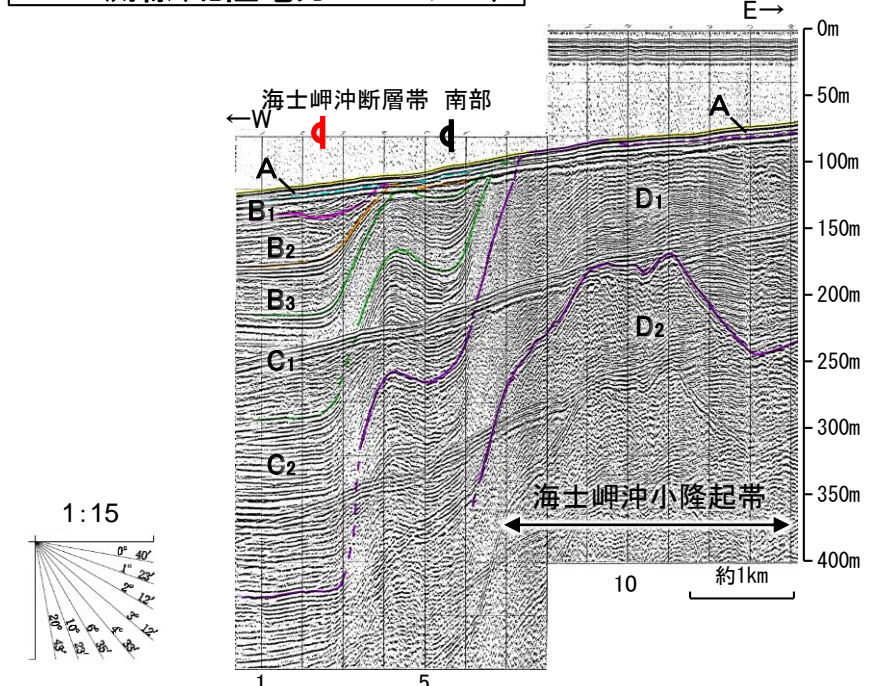 E→
0m
海士岬沖断層帯 南部
50m
←W
A
A
100m
B1
D1
B2
150m
B3
200m
D2
C1
250m
C2
300m
海士岬沖小隆起帯
350m
1:15
0° 40′
1° 23′
2° 12′
3° 12′
4° 33′
6° 35′
10° 23′
20° 43′
400m
10
約1km
1
5